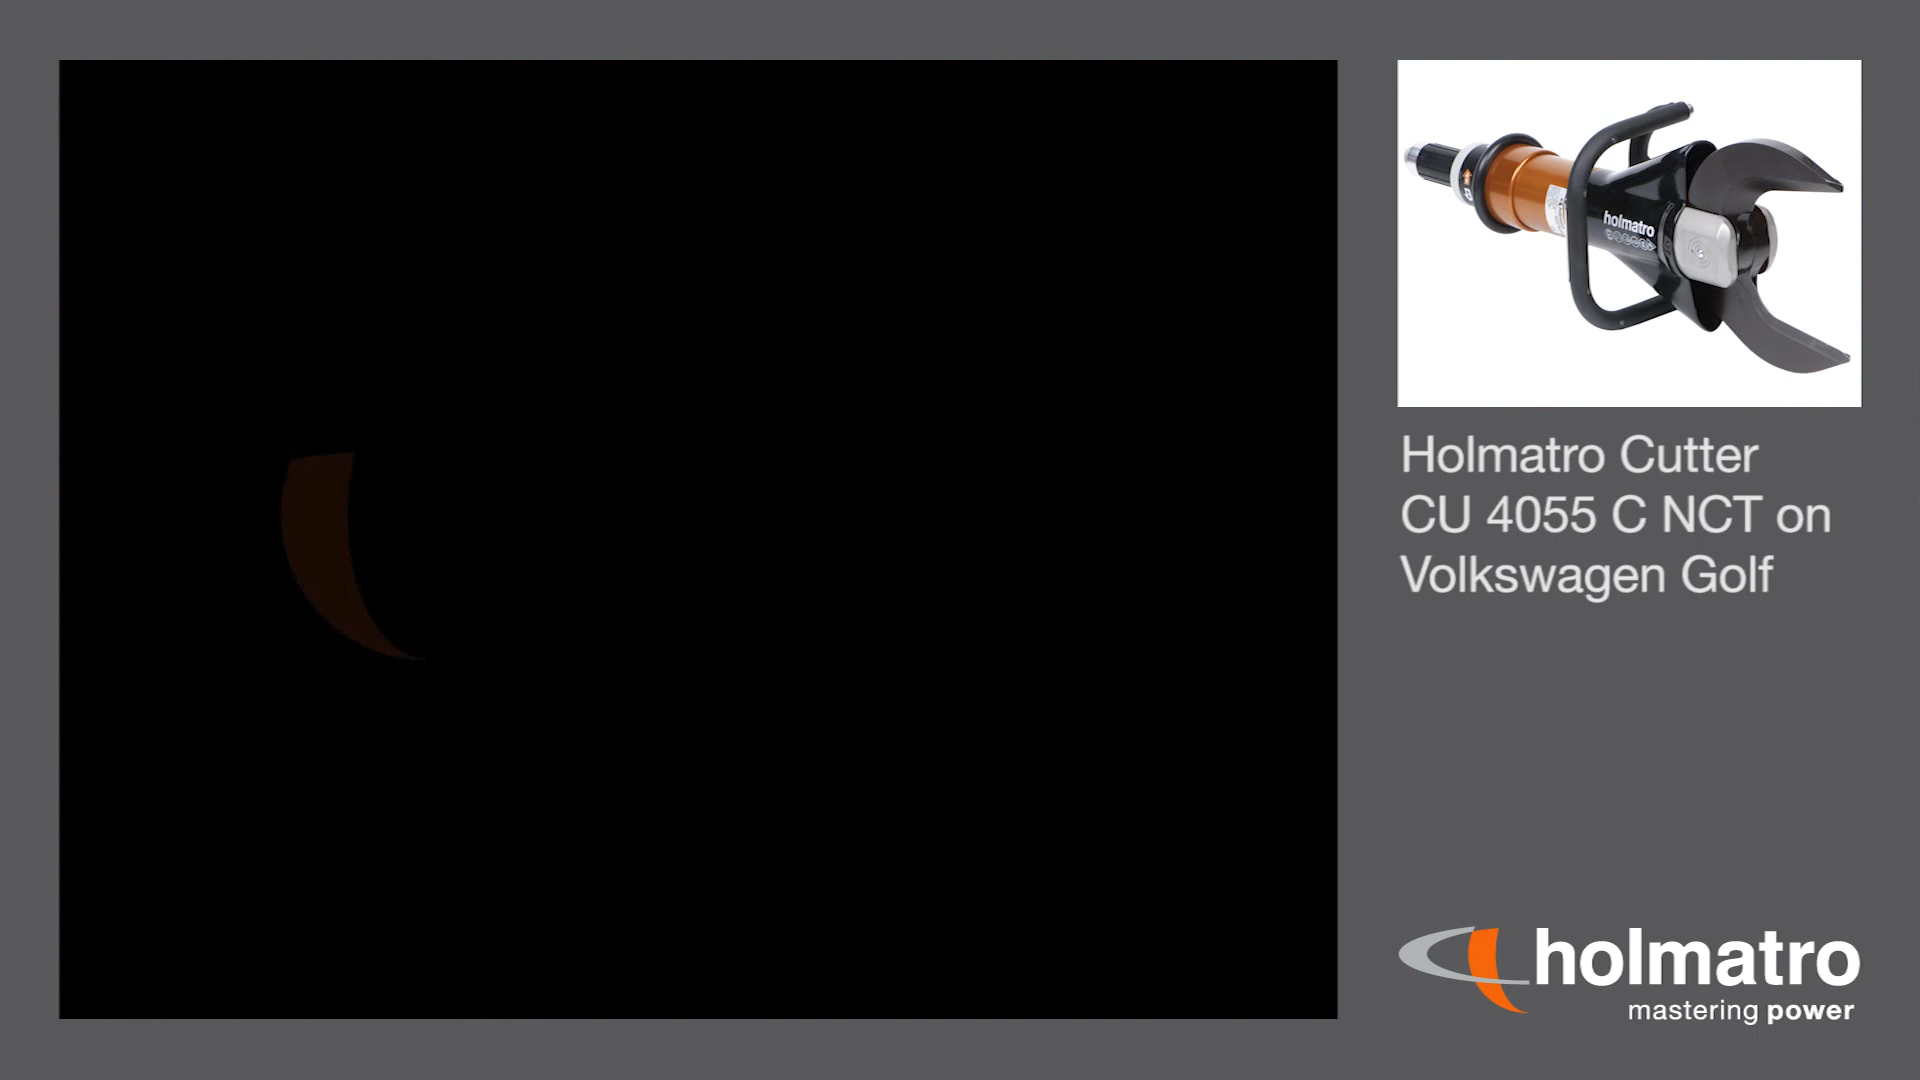 holmatro
Holmatro Cutter
CU 4055 C NCT on
Volkswagen Golf
holmatro
mastering power